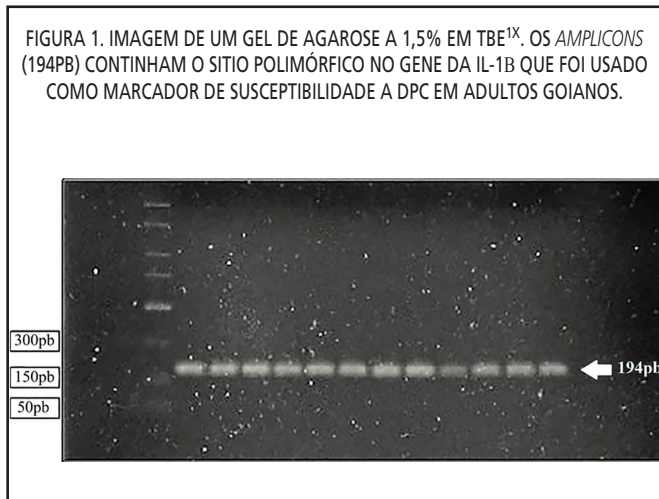 FIGURA 1. IMAGEM DE UM GEL DE AGAROSE A 1,5% EM TBE1X. OS AMPLICONS
(194PB) CONTINHAM O SITIO POLIMÓRFICO NO GENE DA IL-1B QUE FOI USADO
COMO MARCADOR DE SUSCEPTIBILIDADE A DPC EM ADULTOS GOIANOS.
300pb
194pb
150pb
50pb